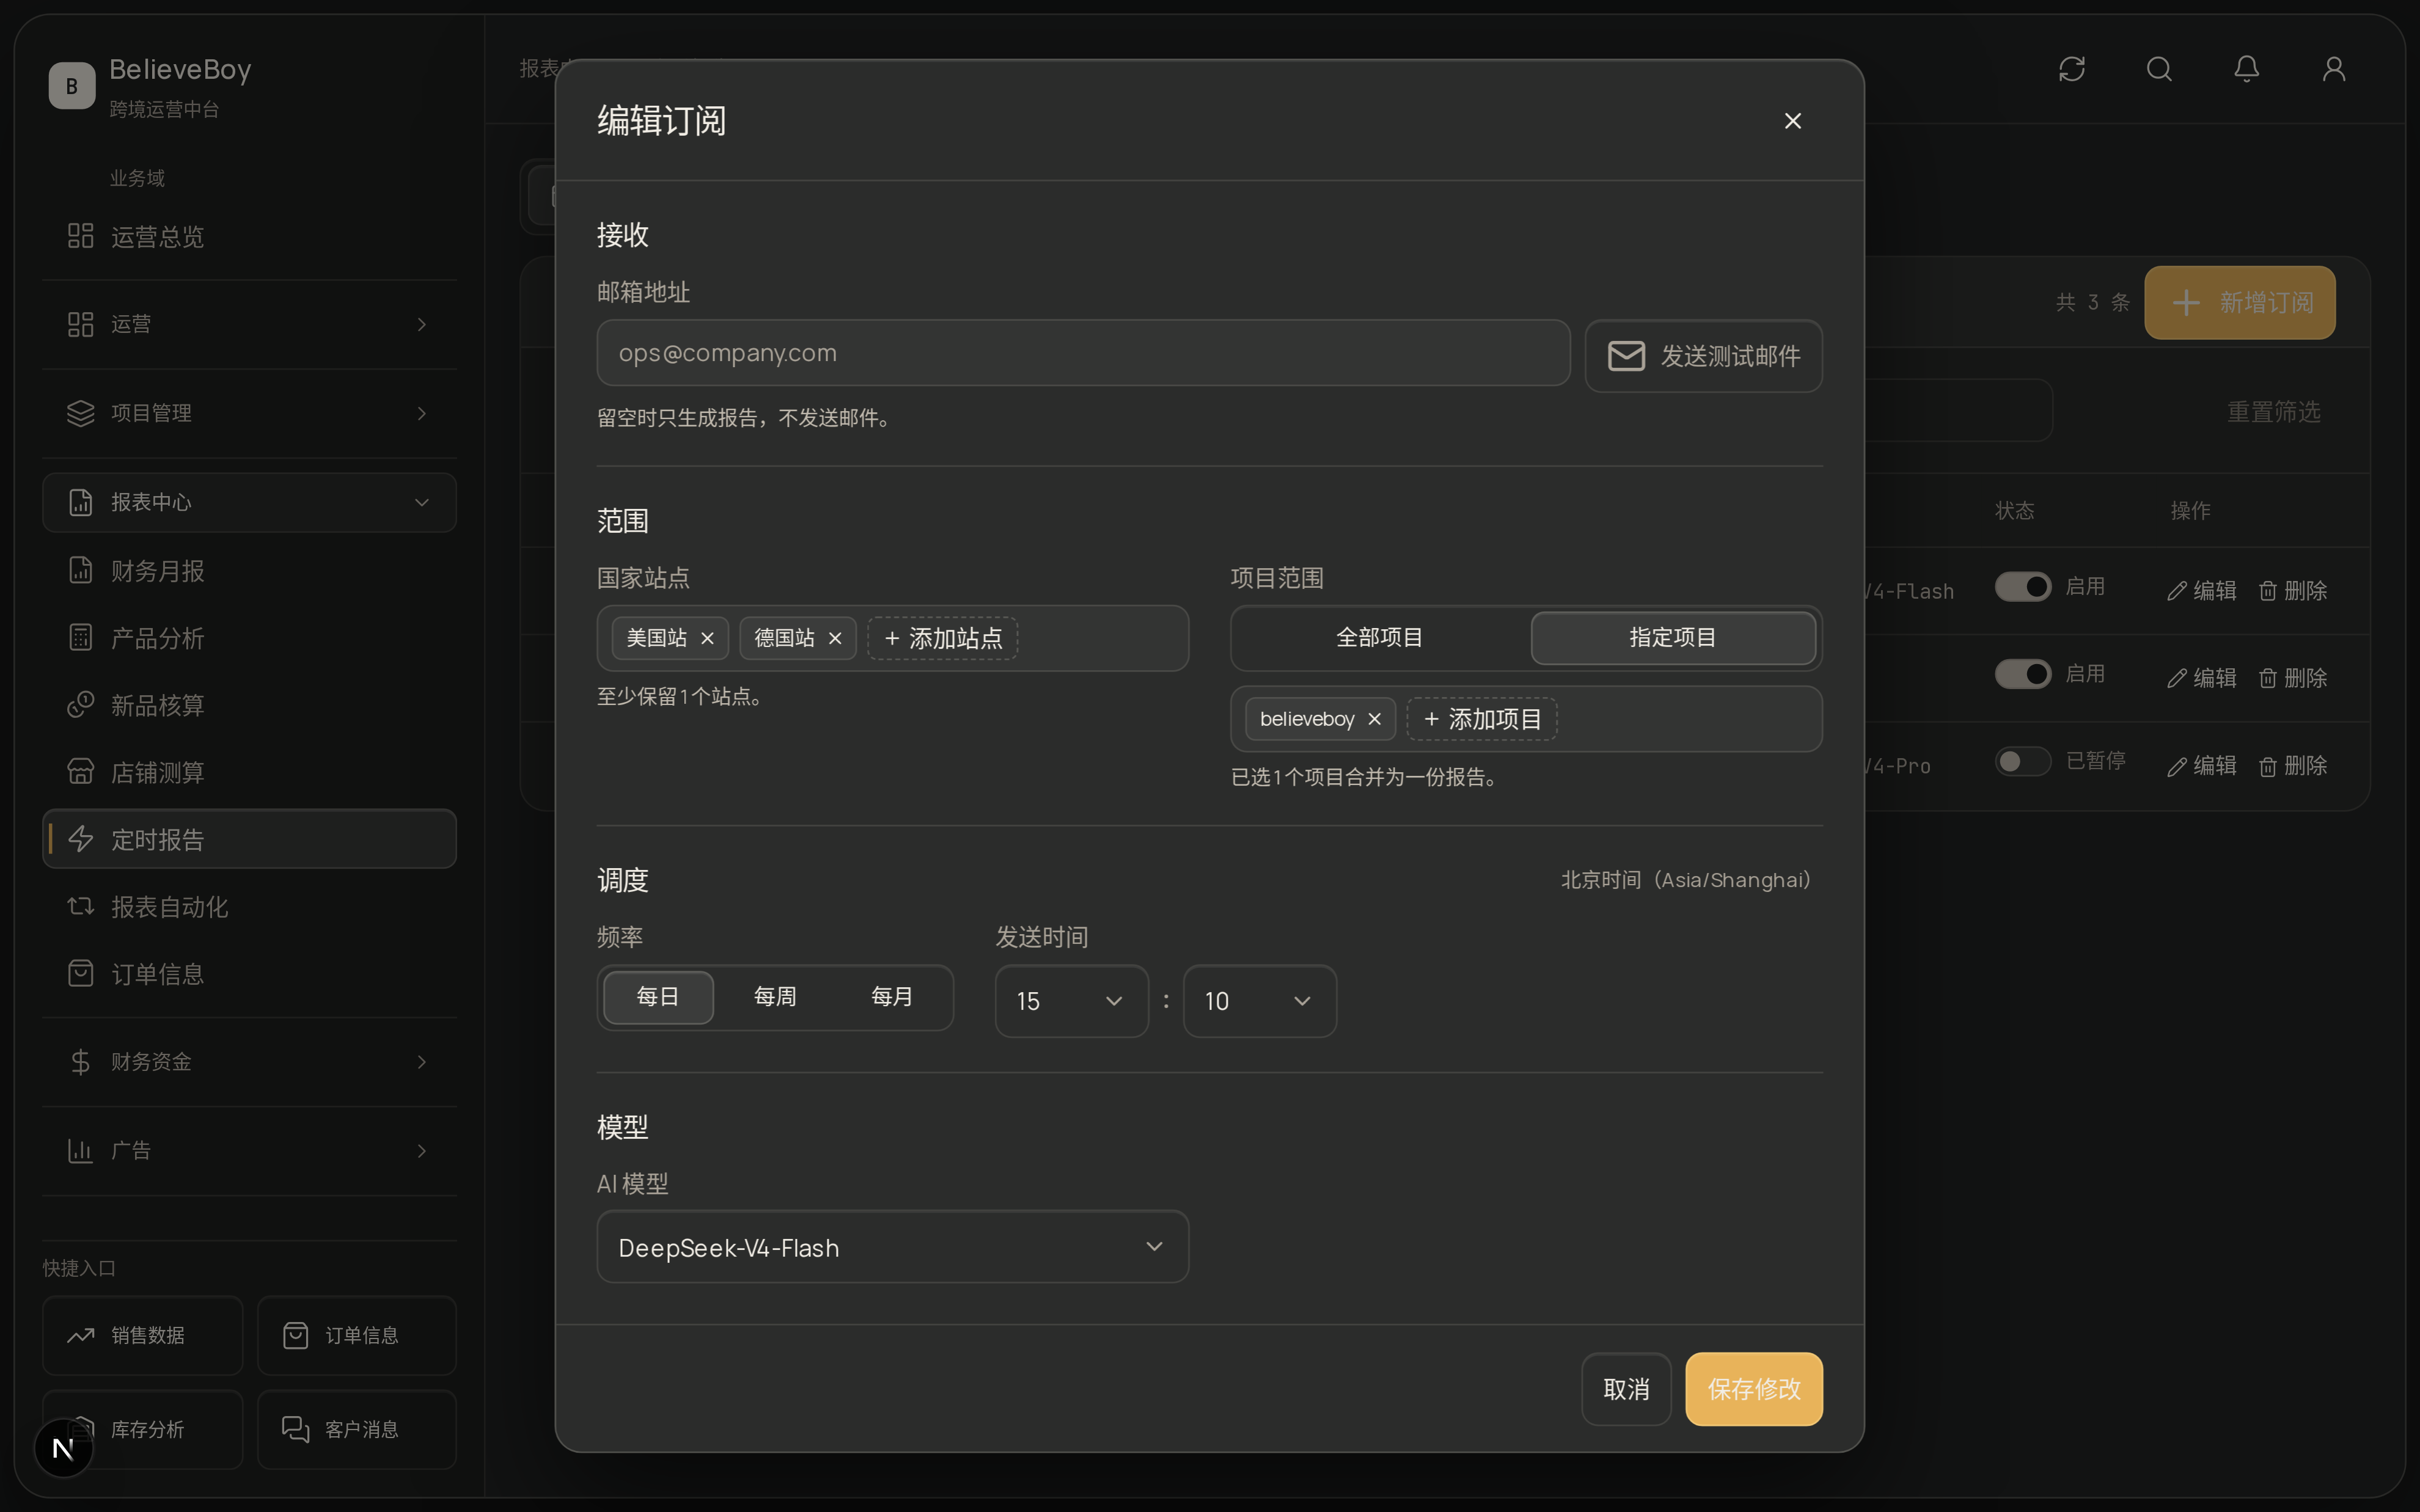 B
BelieveBoy
跨境运营中台
业务域
运营总览
运营
项目管理
报表中心
财务月报
产品分析
新品核算
店铺测算
定时报告
报表自动化
订单信息
财务资金
广告
快捷入口
销售数据
订单信息
库存分析
客户消息
N
报表
共 3 条
新增订阅
重置筛选
状态
操作
V4-Flash
启用
编辑
删除
启用
编辑
删除
V4-Pro
已暂停
编辑
删除
编辑订阅
接收
邮箱地址
ops@company.com
发送测试邮件
留空时只生成报告，不发送邮件。
范围
国家站点
美国站
德国站
+ 添加站点
至少保留1个站点。
项目范围
全部项目
指定项目
believeboy
+ 添加项目
已选1个项目合并为一份报告。
调度
北京时间（Asia/Shanghai）
频率
每日
每周
每月
发送时间
15 : 10
模型
AI 模型
DeepSeek-V4-Flash
取消
保存修改